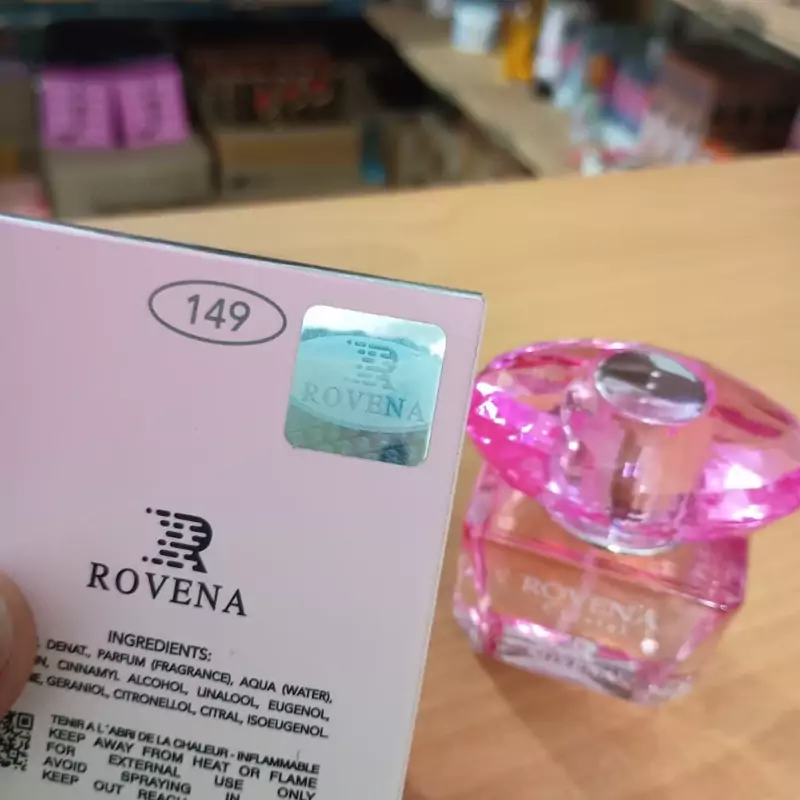 149
ROVENA
ROVENA
INGREDIENTS:
DENAT., PARFUM (FRAGRANCE), AQUA (WATER),
CINNAMYL ALCOHOL, LINALOOL, EUGENOL,
GERANIOL, CITRONELLOL, CITRAL, ISOEUGENOL.
TENIR A L'ABRI DE LA CHALEUR - INFLAMMABLE
KEEP AWAY FROM HEAT OR FLAME
FOR EXTERNAL USE ONLY
AVOID SPRAYING IN
KEEP OUT REACH
ROVENA